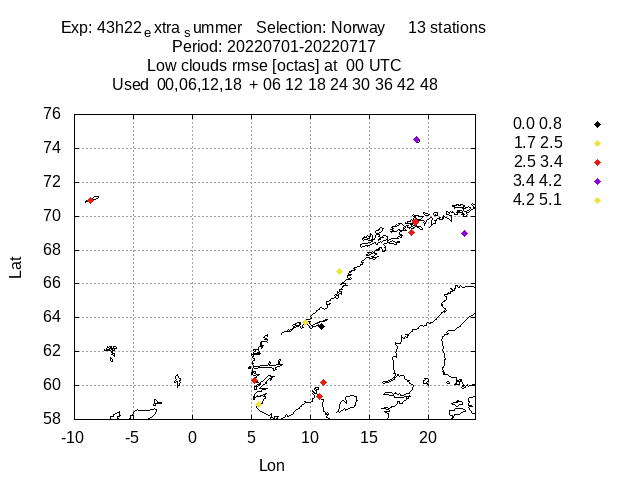 Exp: 43h22extrasummer Selection: Norway 13 stations
Period: 20220701-20220717
Low clouds rmse [octas] at 00 UTC
Used 00,06,12,18 + 06 12 18 24 30 36 42 48
76
74
72
70
68
66
64
62
60
58
Lat
-10 -5 0 5 10 15 20
Lon
0.0 0.8
1.7 2.5
2.5 3.4
3.4 4.2
4.2 5.1